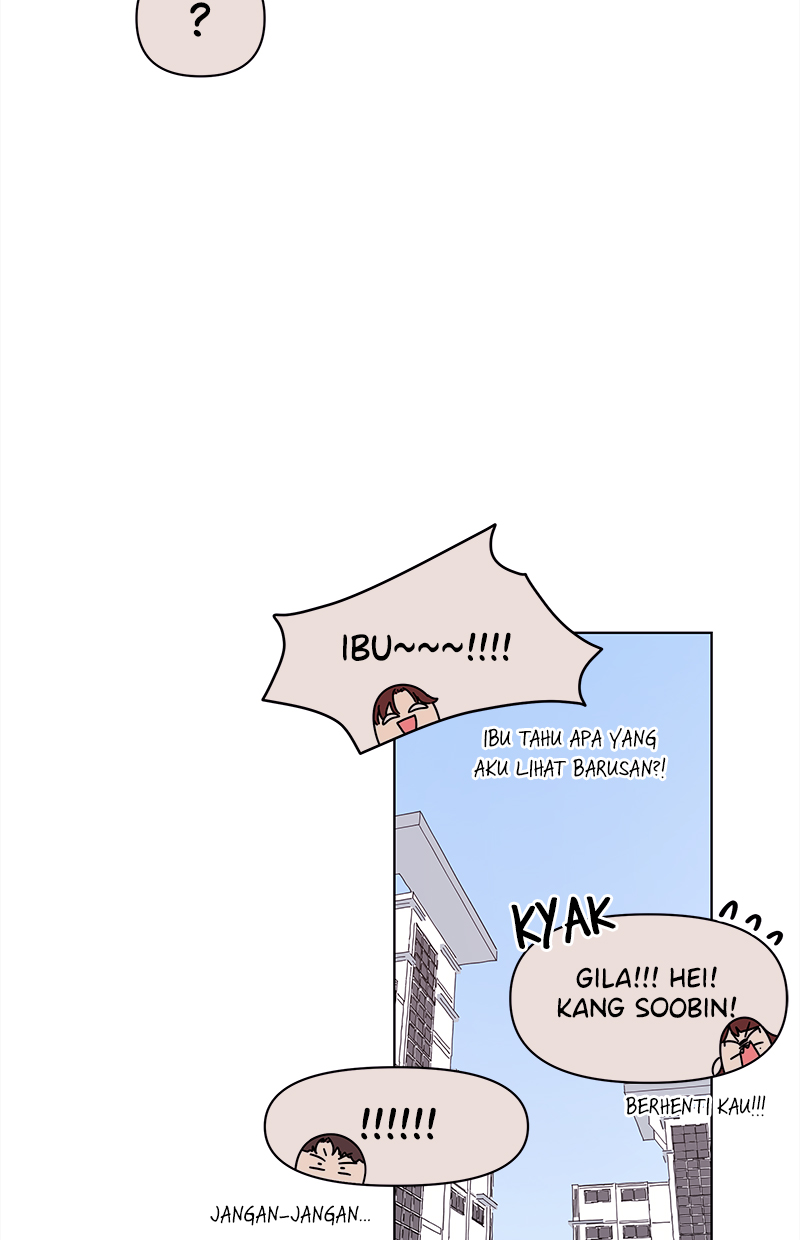 ?
IBU~~~!!!!
IBU TAHU APA YANG
AKU LIHAT BARUSAN?!
KYAK
GILA!!! HEI!
KANG SOOBIN!
BERHENTI KAU!!!
!!!!!!
JANGAN-JANGAN...